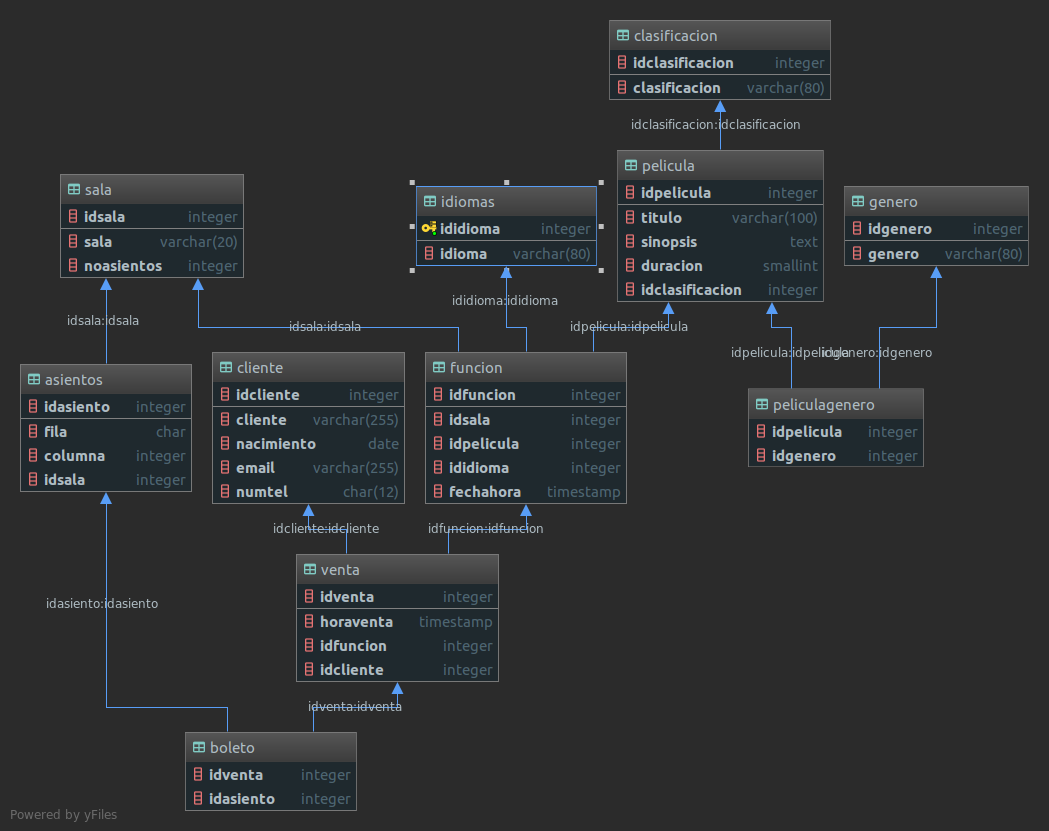 clasificacion
idclasificacion integer
clasificacion varchar(80)
idclasificacion:idclasificacion
pelicula
idpelicula integer
titulo varchar(100)
sinopsis text
duracion smallint
idclasificacion integer
sala
idsala integer
sala varchar(20)
noasientos integer
idiomas
ididioma integer
idioma varchar(80)
genero
idgenero integer
genero varchar(80)
idsala:idsala
idsala:idsala
ididioma:ididioma
idpelicula:idpelicula
idpelicula:idpelicula
idgenero:idgenero
asientos
idasiento integer
fila char
columna integer
idsala integer
cliente
idcliente integer
cliente varchar(255)
nacimiento date
email varchar(255)
numtel char(12)
funcion
idfuncion integer
idsala integer
idpelicula integer
ididioma integer
fechahora timestamp
peliculagenero
idpelicula integer
idgenero integer
idcliente:idcliente
idfuncion:idfuncion
venta
idventa integer
horaventa timestamp
idfuncion integer
idcliente integer
idasiento:idasiento
idventa:idventa
boleto
idventa integer
idasiento integer
Powered by yFiles